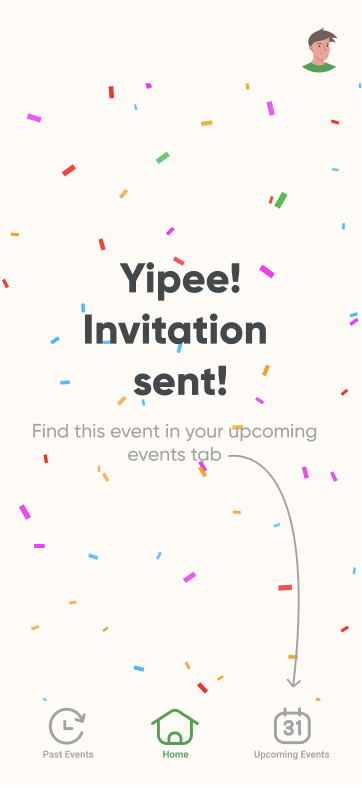 Yipee!
Invitation
sent!
Find this event in your upcoming
events tab
31
Past Events
Home
Upcoming Events